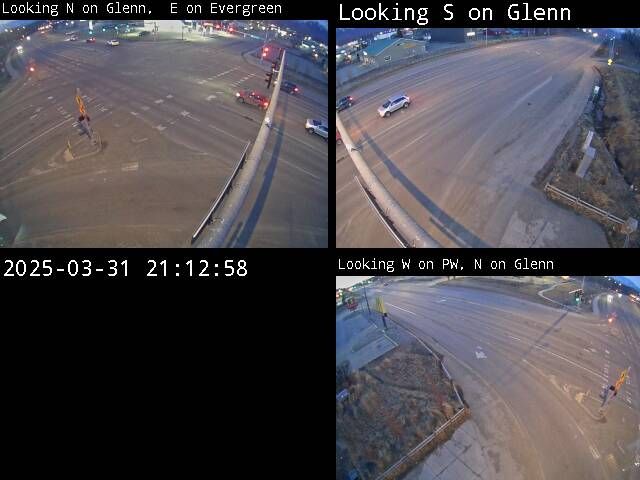 Looking N on Glenn,  E on Evergreen
Looking S on Glenn
2025-03-31 21:12:58
Looking W on PW, N on Glenn